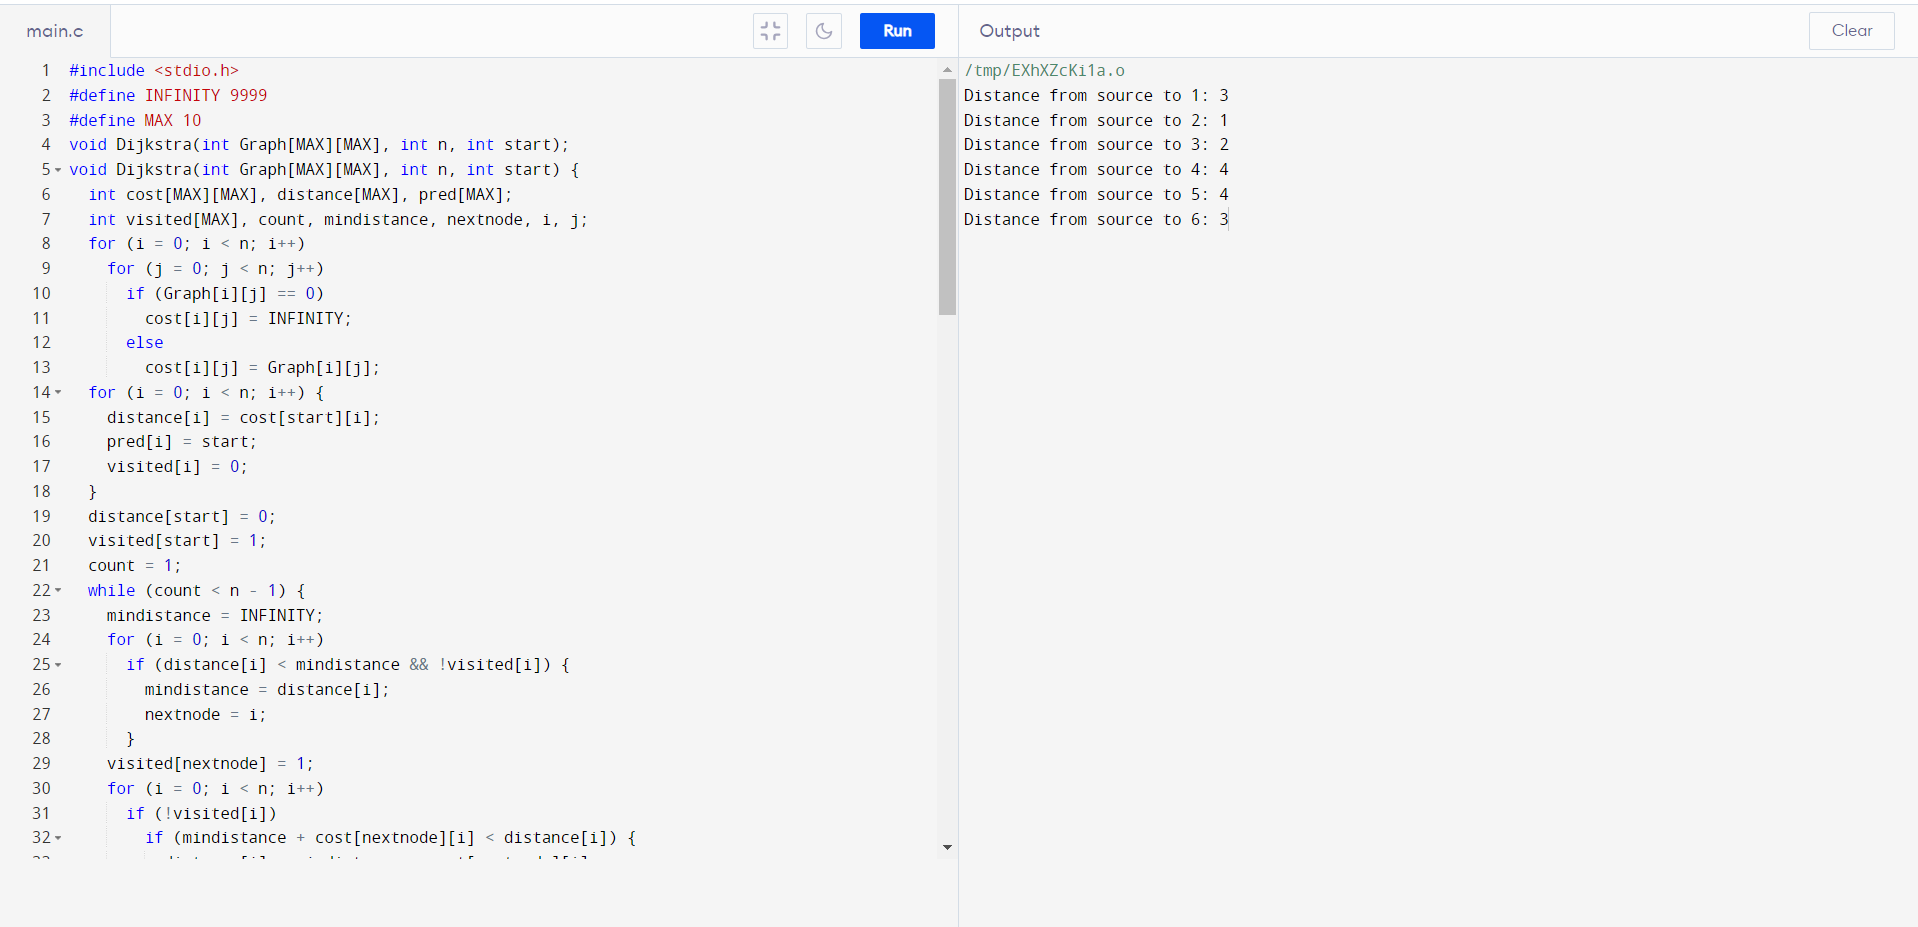 main.c
Run
Output
Clear
1 #include <stdio.h>
2 #define INFINITY 9999
3 #define MAX 10
4 void Dijkstra(int Graph[MAX][MAX], int n, int start);
5 void Dijkstra(int Graph[MAX][MAX], int n, int start) {
6 int cost[MAX][MAX], distance[MAX], pred[MAX];
7 int visited[MAX], count, mindistance, nextnode, i, j;
8 for (i = 0; i < n; i++)
9 for (j = 0; j < n; j++)
10 if (Graph[i][j] == 0)
11 cost[i][j] = INFINITY;
12 else
13 cost[i][j] = Graph[i][j];
14 for (i = 0; i < n; i++) {
15 distance[i] = cost[start][i];
16 pred[i] = start;
17 visited[i] = 0;
18 }
19 distance[start] = 0;
20 visited[start] = 1;
21 count = 1;
22 while (count < n - 1) {
23 mindistance = INFINITY;
24 for (i = 0; i < n; i++)
25 if (distance[i] < mindistance && !visited[i]) {
26 mindistance = distance[i];
27 nextnode = i;
28 }
29 visited[nextnode] = 1;
30 for (i = 0; i < n; i++)
31 if (!visited[i])
32 if (mindistance + cost[nextnode][i] < distance[i]) {
/tmp/EXhXZcKi1a.o
Distance from source to 1: 3
Distance from source to 2: 1
Distance from source to 3: 2
Distance from source to 4: 4
Distance from source to 5: 4
Distance from source to 6: 3